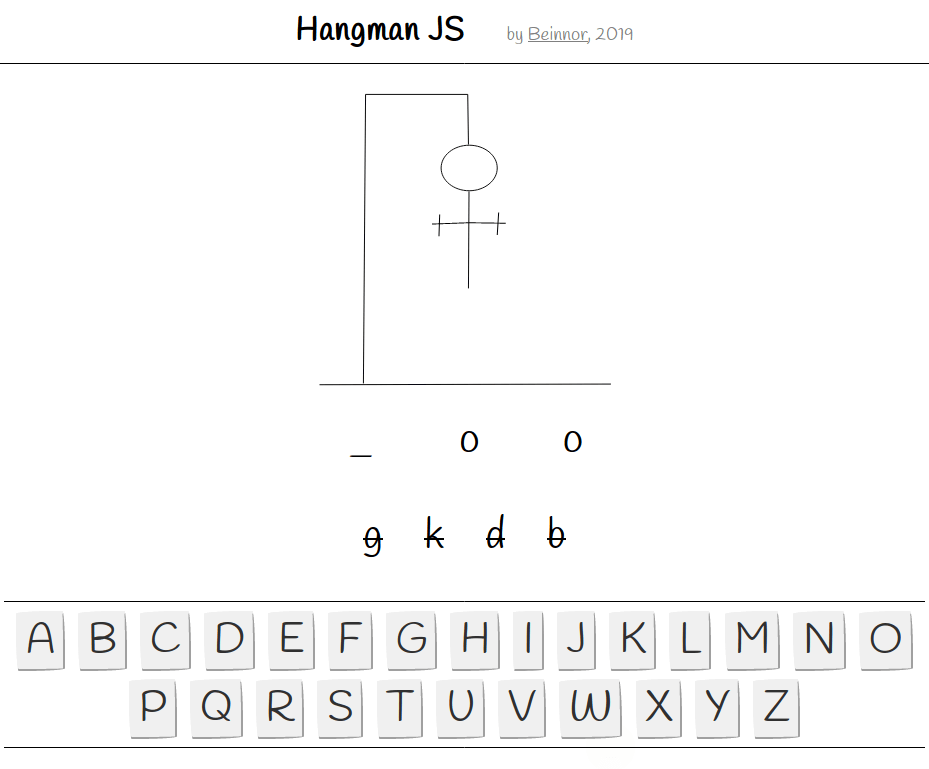 Hangman JS by Beinnor, 2019
_ o o
g k d b
A B C D E F G H I J K L M N O
P Q R S T U V W X Y Z